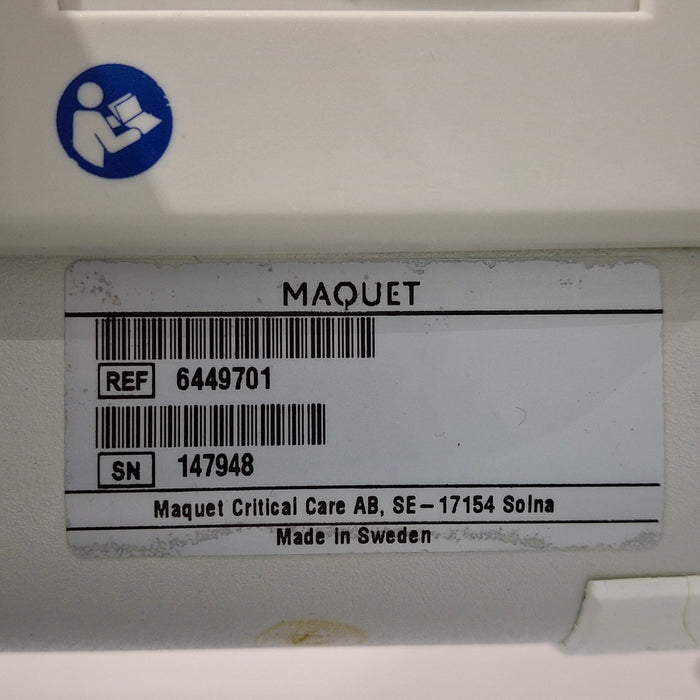 MAQUET
REF 6449701
SN 147948
Maquet Critical Care AB, SE-17154 Solna
Made in Sweden